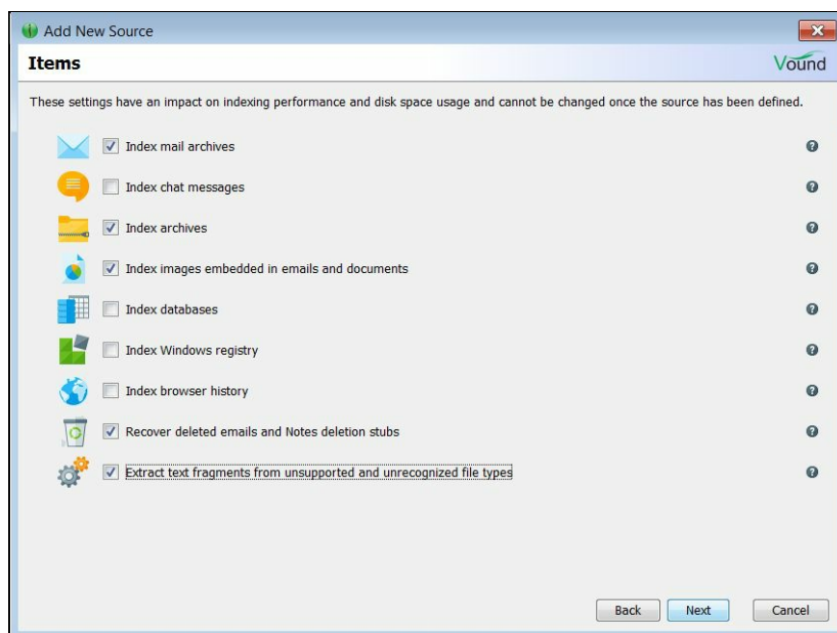 Add New Source
Items
Vound
These settings have an impact on indexing performance and disk space usage and cannot be changed once the source has been defined.
Index mail archives
Index chat messages
Index archives
Index images embedded in emails and documents
Index databases
Index Windows registry
Index browser history
Recover deleted emails and Notes deletion stubs
Extract text fragments from unsupported and unrecognized file types
Back Next Cancel